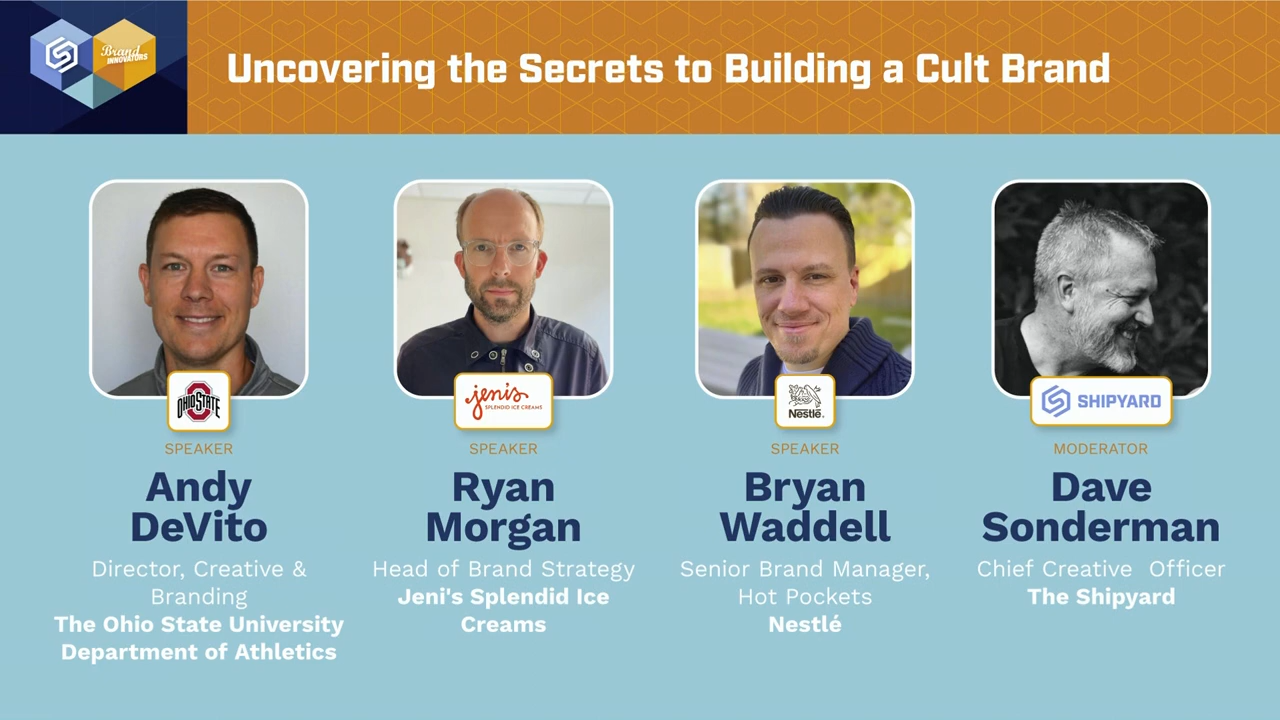 Brand
INNOVATORS
Uncovering the Secrets to Building a Cult Brand
OHIO STATE
jenis
SPLENDID ICE CREAMS
Nestlé
SHIPYARD
SPEAKER
SPEAKER
SPEAKER
MODERATOR
Andy
DeVito
Ryan
Morgan
Bryan
Waddell
Dave
Sonderman
Director, Creative &
Branding
The Ohio State University
Department of Athletics
Head of Brand Strategy
Jeni's Splendid Ice
Creams
Senior Brand Manager,
Hot Pockets
Nestlé
Chief Creative Officer
The Shipyard